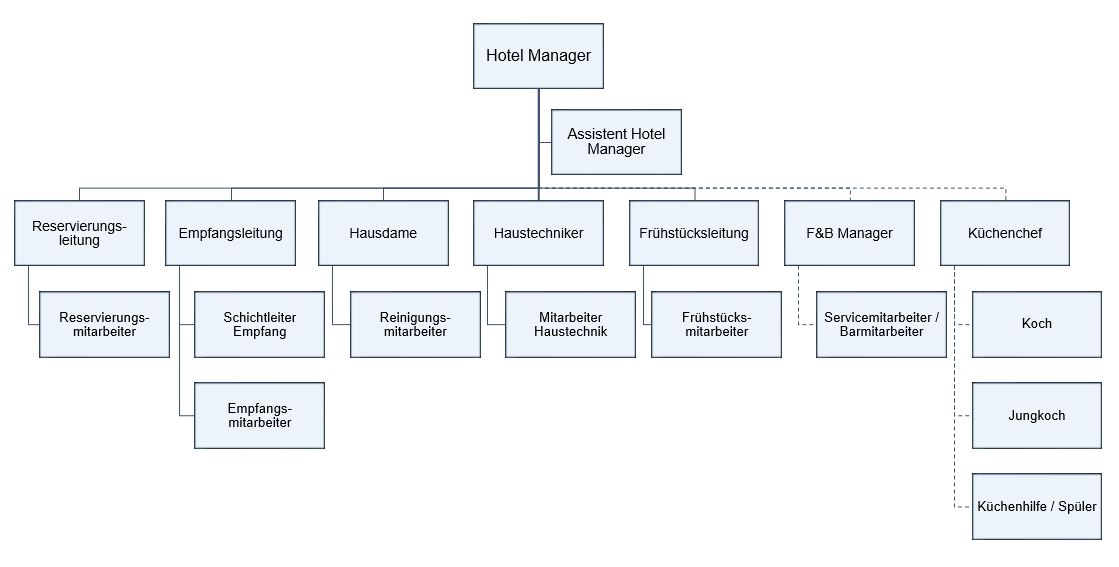 Hotel Manager
Assistent Hotel
Manager
Reservierungs-
leitung
Empfangsleitung
Hausdame
Haustechniker
Frühstücksleitung
F&B Manager
Küchenchef
Reservierungs-
mitarbeiter
Schichtleiter
Empfang
Reinigungs-
mitarbeiter
Mitarbeiter
Haustechnik
Frühstücks-
mitarbeiter
Servicemitarbeiter /
Barmitarbeiter
Koch
Empfangs-
mitarbeiter
Jungkoch
Küchenhilfe / Spüler